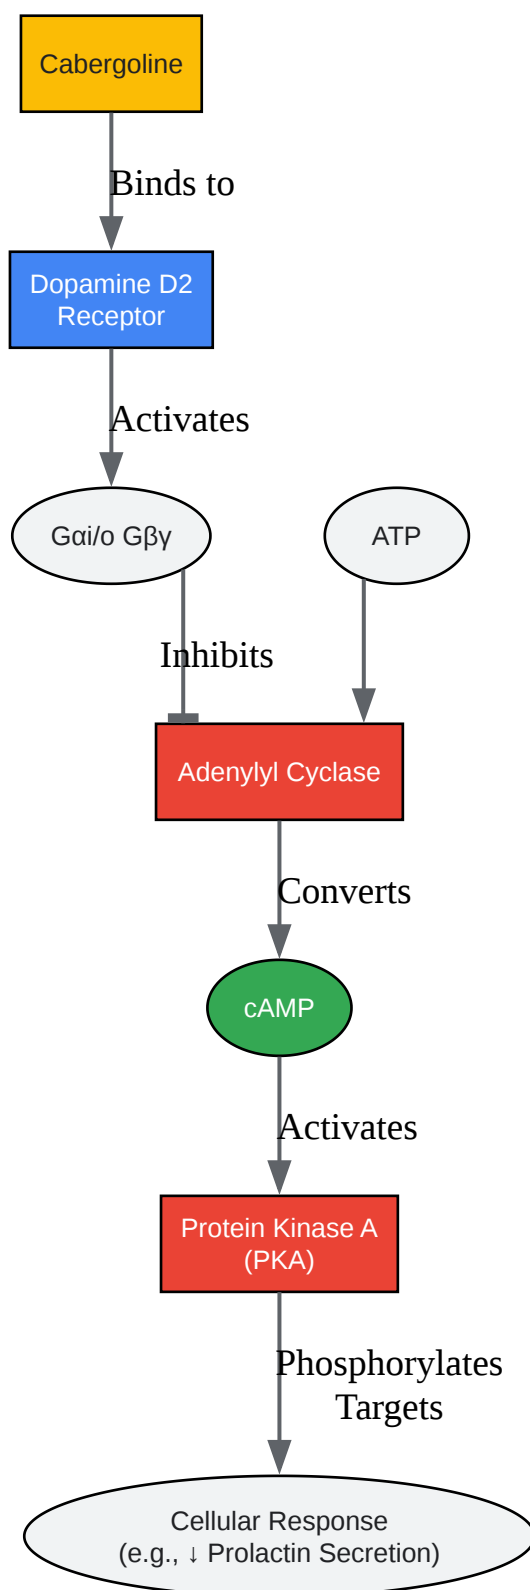 Cabergoline
Binds to
Dopamine D2
Receptor
Activates
Gαi/o Gβγ
ATP
Inhibits
Adenylyl Cyclase
Converts
cAMP
Activates
Protein Kinase A
(PKA)
Phosphorylates
Targets
Cellular Response
(e.g., ↓ Prolactin Secretion)